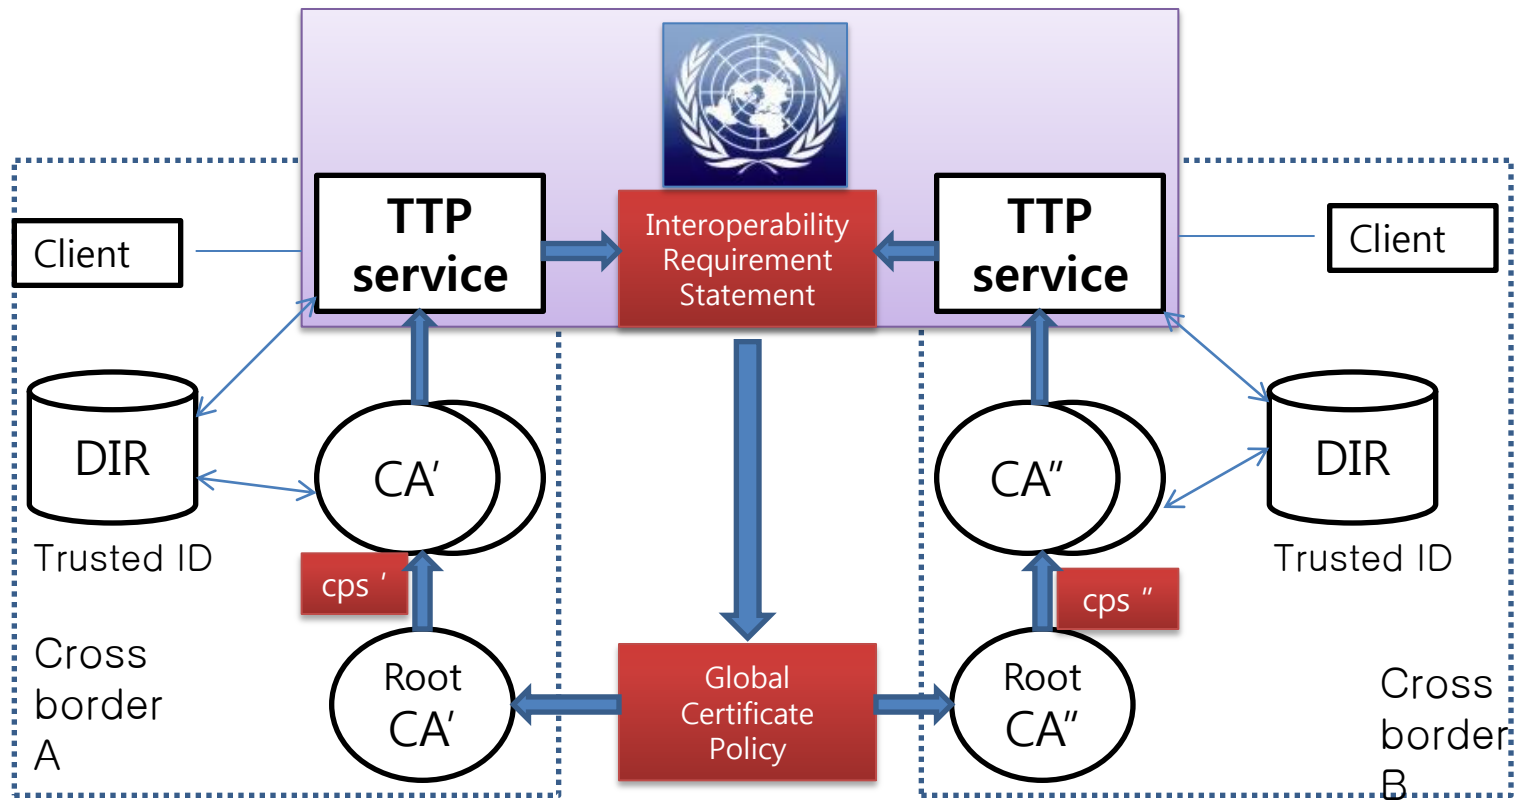 TTP
service
Interoperability
Requirement
Statement
TTP
service
Client
Client
DIR
CA'
CA"
DIR
Trusted ID
Trusted ID
cps '
cps "
Cross
border
A
Root
CA'
Global
Certificate
Policy
Root
CA"
Cross
border
B